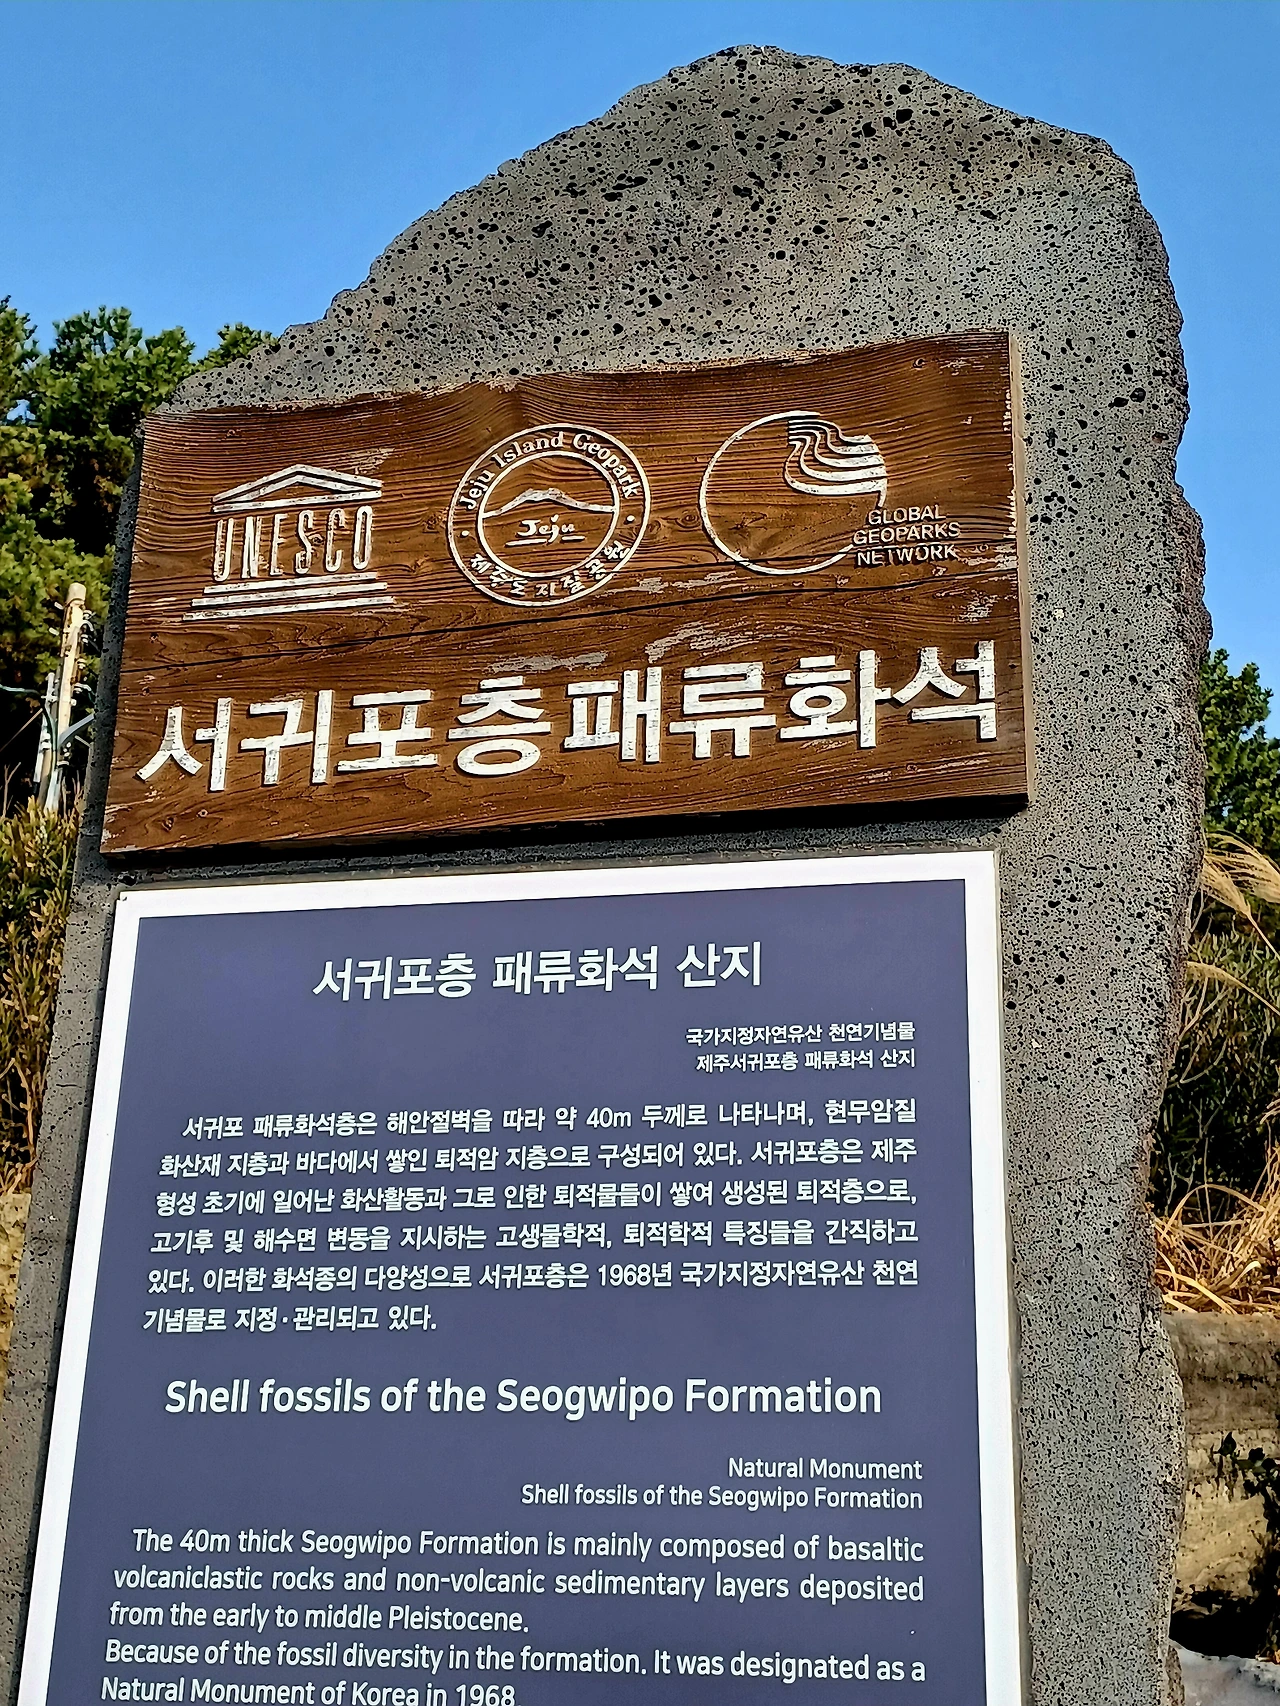 UNESCO
Jeju Island Geopark
Jeju
제주도지질공원
GLOBAL
GEOPARKS
NETWORK
서귀포층패류화석
서귀포층 패류화석 산지
국가지정자연유산 천연기념물
제주서귀포층 패류화석 산지
서귀포 패류화석층은 해안절벽을 따라 약 40m 두께로 나타나며, 현무암질
화산재 지층과 바다에서 쌓인 퇴적암 지층으로 구성되어 있다. 서귀포층은 제주
형성 초기에 일어난 화산활동과 그로 인한 퇴적물들이 쌓여 생성된 퇴적층으로,
고기후 및 해수면 변동을 지시하는 고생물학적, 퇴적학적 특징들을 간직하고
있다. 이러한 화석종의 다양성으로 서귀포층은 1968년 국가지정자연유산 천연
기념물로 지정·관리되고 있다.
Shell fossils of the Seogwipo Formation
Natural Monument
Shell fossils of the Seogwipo Formation
The 40m thick Seogwipo Formation is mainly composed of basaltic
volcaniclastic rocks and non-volcanic sedimentary layers deposited
from the early to middle Pleistocene.
Because of the fossil diversity in the formation. It was designated as a
Natural Monument of Korea in 1968.